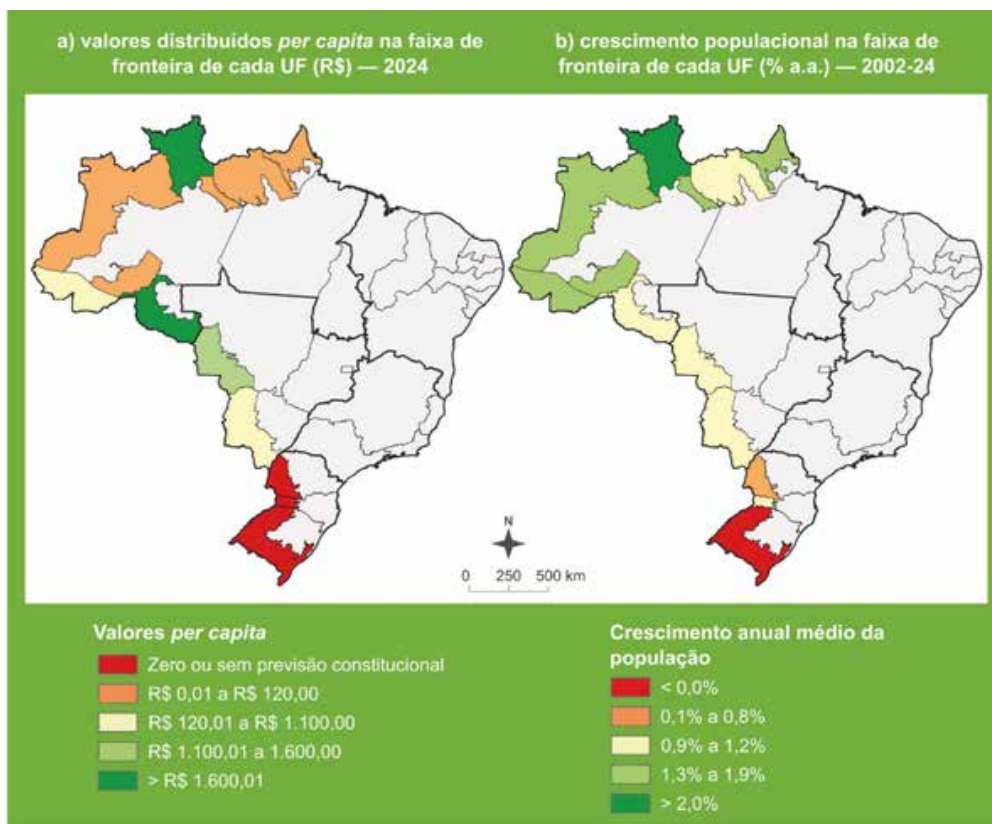 a) valores distribuídos per capita na faixa de
fronteira de cada UF (R$) — 2024
b) crescimento populacional na faixa de
fronteira de cada UF (% a.a.) — 2002-24
N
0 250 500 km
Valores per capita
Zero ou sem previsão constitucional
R$ 0,01 a R$ 120,00
R$ 120,01 a R$ 1.100,00
R$ 1.100,01 a 1.600,00
> R$ 1.600,01
Crescimento anual médio da
população
< 0,0%
0,1% a 0,8%
0,9% a 1,2%
1,3% a 1,9%
> 2,0%